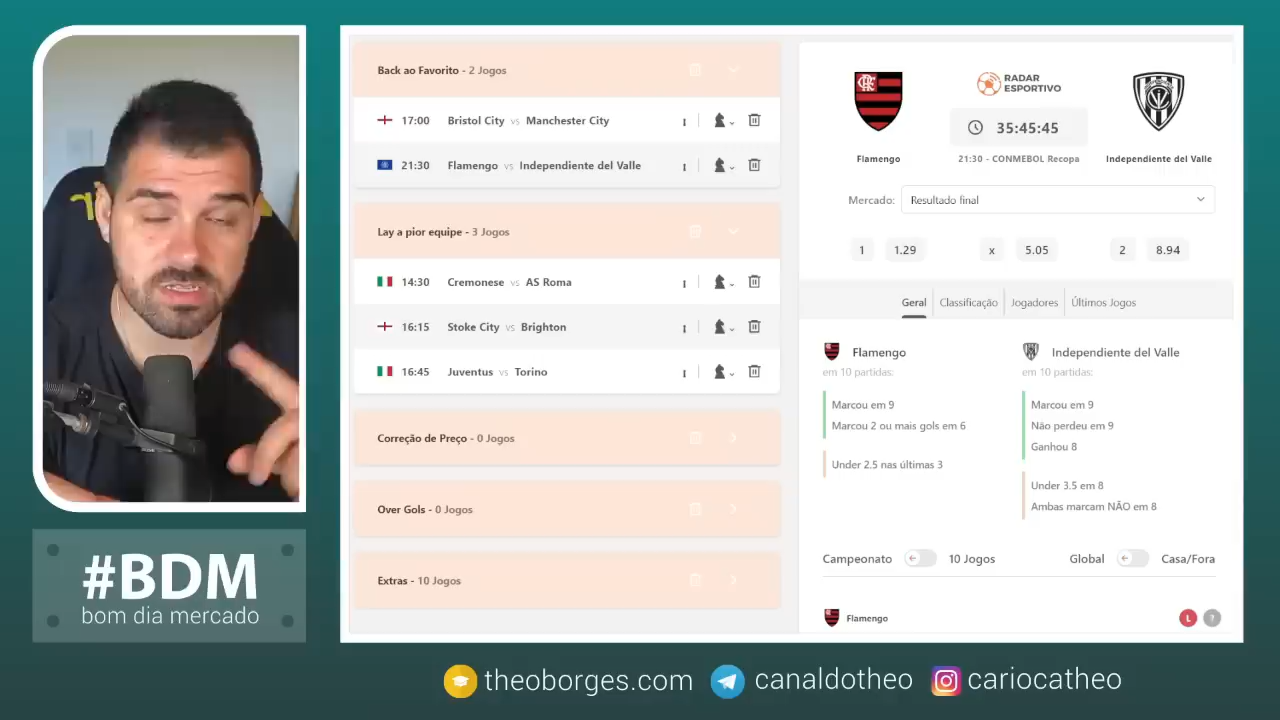 #BDM
bom dia mercado
Back ao Favorito - 2 Jogos
17:00 Bristol City vs Manchester City
21:30 Flamengo vs Independiente del Valle
Lay a pior equipe - 3 Jogos
14:30 Cremonese vs AS Roma
16:15 Stoke City vs Brighton
16:45 Juventus vs Torino
Correção de Preço - 0 Jogos
Over Gols - 0 Jogos
Extras - 10 Jogos
RADAR
ESPORTIVO
35:45:45
Flamengo
21:30 - CONMEBOL Recopa
Independiente del Valle
Mercado: Resultado final
1 1.29 x 5.05 2 8.94
Geral Classificação Jogadores Últimos Jogos
Flamengo
em 10 partidas:
Marcou em 9
Marcou 2 ou mais gols em 6
Under 2.5 nas últimas 3
Independiente del Valle
em 10 partidas:
Marcou em 9
Não perdeu em 9
Ganhou 8
Under 3.5 em 8
Ambas marcam NÃO em 8
Campeonato 10 Jogos Global Casa/Fora
Flamengo L ?
theoborges.com canaldotheo cariocatheo